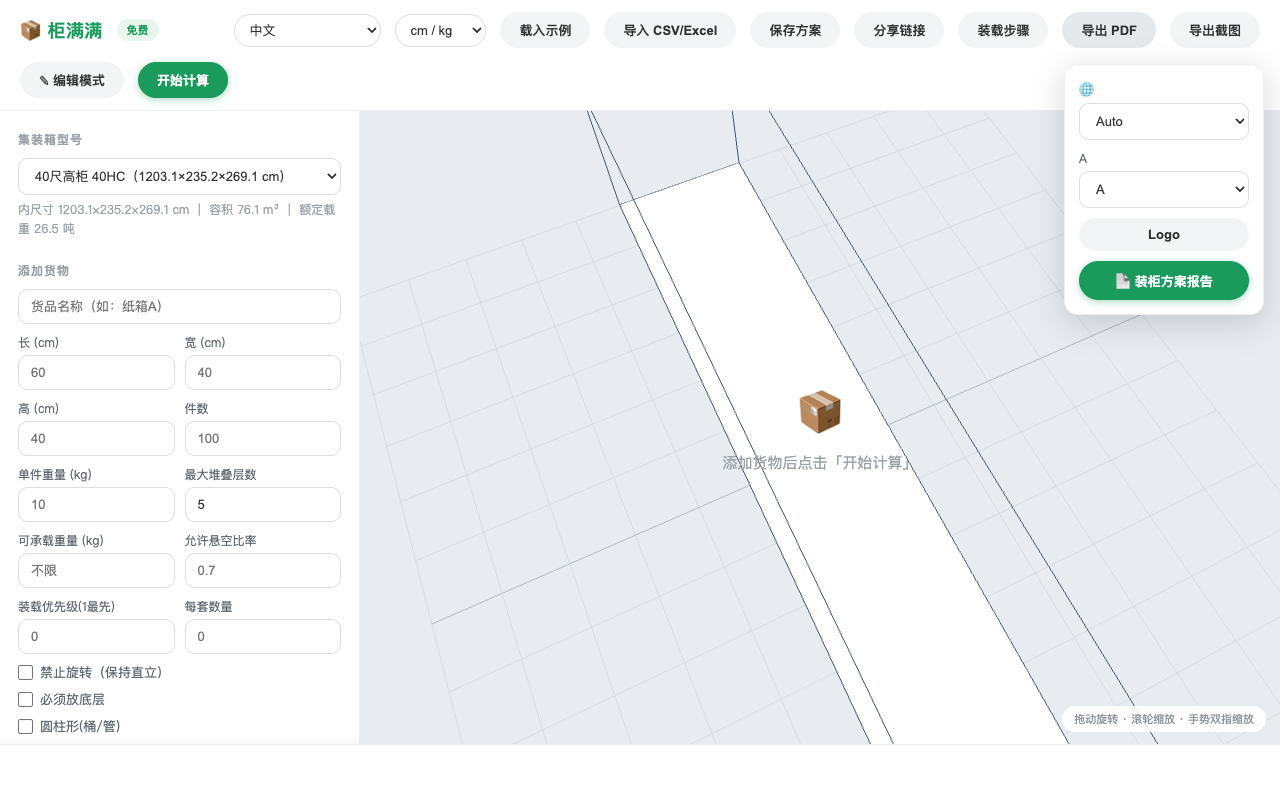 柜满满
免费
中文
cm / kg
载入示例
导入 CSV/Excel
保存方案
分享链接
装载步骤
导出 PDF
导出截图
✎ 编辑模式
开始计算
Auto
A
A
Logo
装柜方案报告
集装箱型号
40尺高柜 40HC（1203.1×235.2×269.1 cm）
内尺寸 1203.1×235.2×269.1 cm ｜ 容积 76.1 m³ ｜ 额定载
重 26.5 吨
添加货物
货品名称（如：纸箱A）
长 (cm)
宽 (cm)
60
40
高 (cm)
件数
40
100
单件重量 (kg)
最大堆叠层数
10
5
可承载重量 (kg)
允许悬空比率
不限
0.7
装载优先级(1最先)
每套数量
0
0
禁止旋转（保持直立）
必须放底层
圆柱形(桶/管)
添加货物后点击「开始计算」
拖动旋转 · 滚轮缩放 · 手势双指缩放